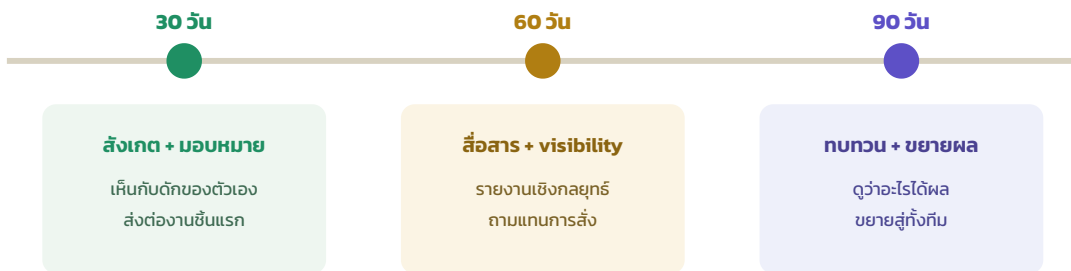 30 วัน
60 วัน
90 วัน
สังเกต + มอบหมาย
เห็นกับดักของตัวเอง
ส่งต่องานชิ้นแรก
สื่อสาร + visibility
รายงานเชิงกลยุทธ์
ถามแทนการสั่ง
ทบทวน + ขยายผล
ดูว่าอะไรได้ผล
ขยายสู่ทั้งทีม